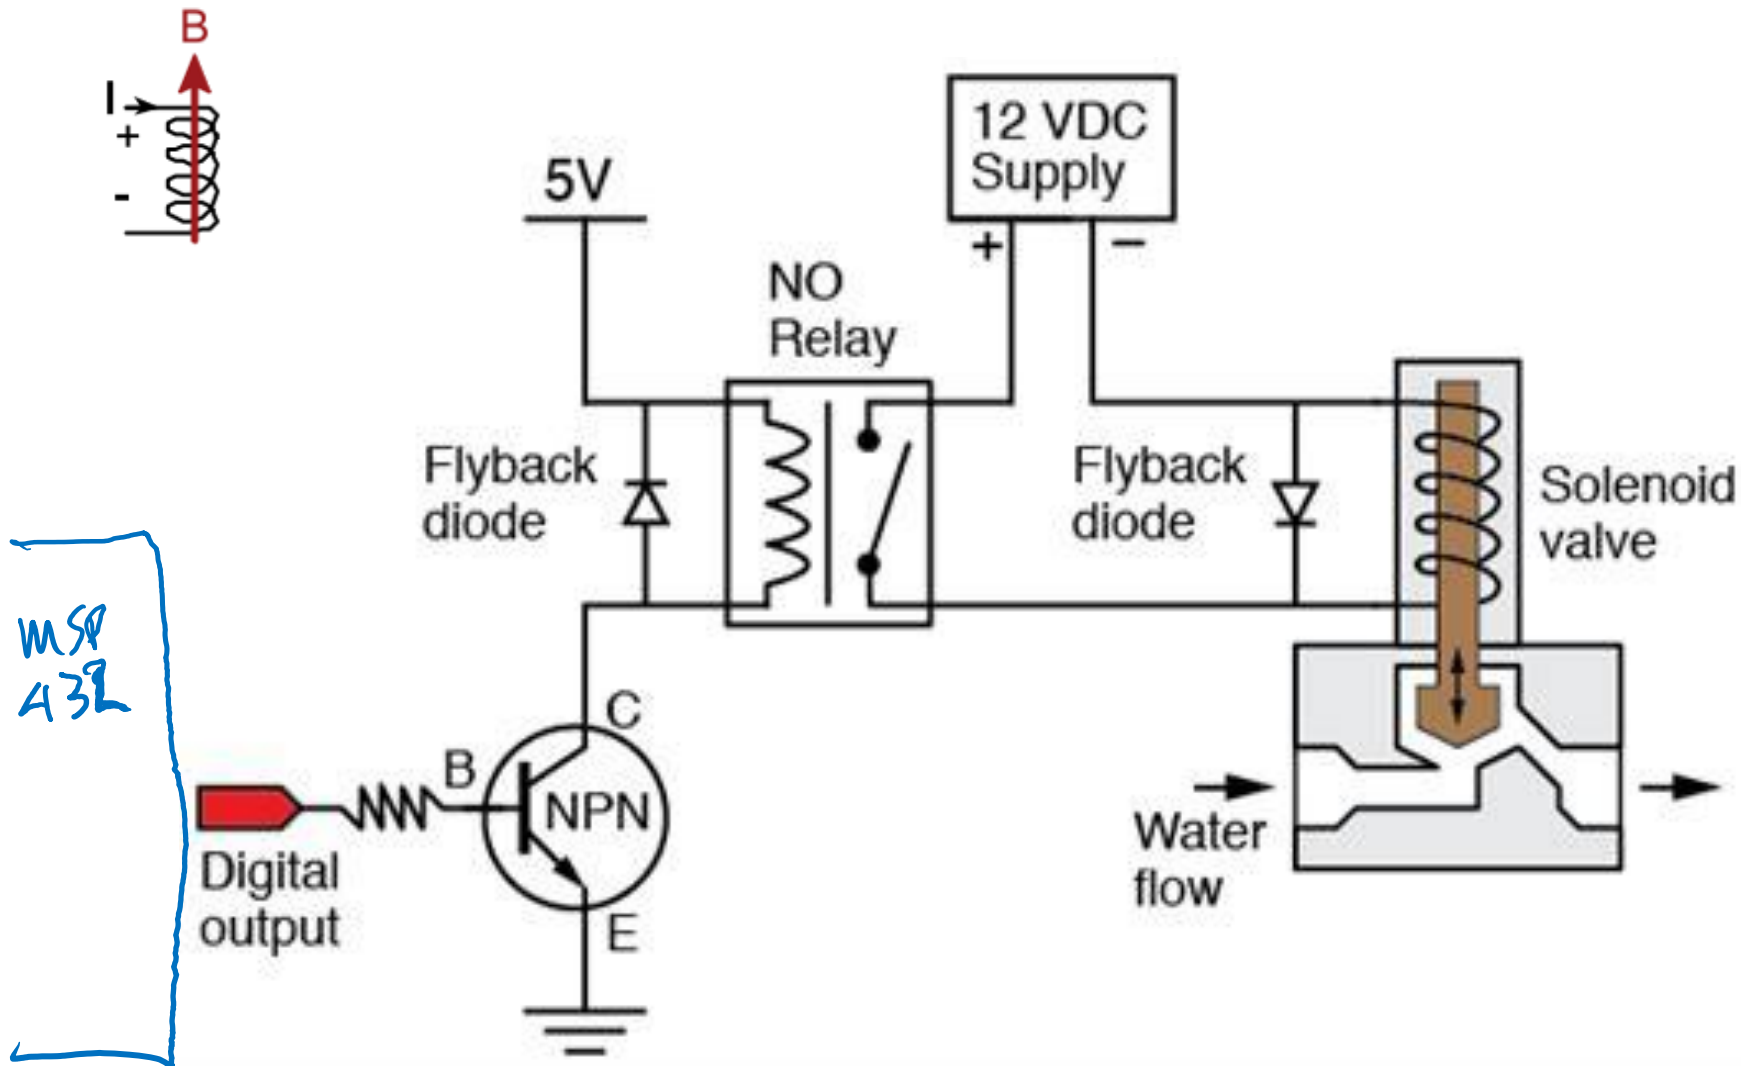 B
I
+
-
5V
12 VDC
Supply
+ −
NO
Relay
Flyback
diode
Flyback
diode
Solenoid
valve
MSP
432
C
B
NPN
E
Digital
output
Water
flow